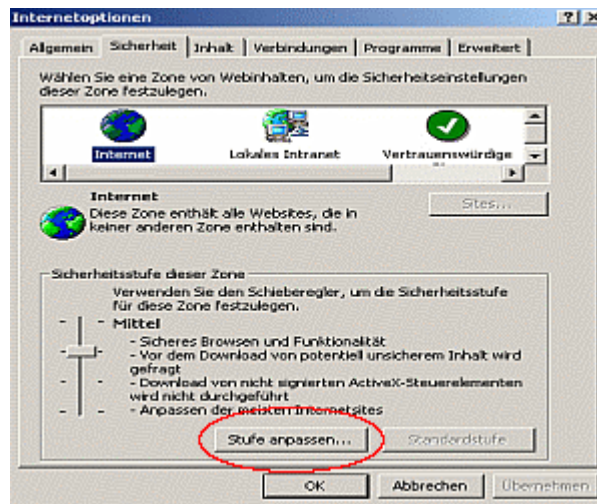 Internetoptionen
Allgemein Sicherheit Inhalt Verbindungen Programme Erweitert
Wählen Sie eine Zone von Webinhalten, um die Sicherheitseinstellungen
dieser Zone festzulegen.
Internet Lokales Intranet Vertrauenswürdige
Internet
Diese Zone enthält alle Websites, die in
keiner anderen Zone enthalten sind.
Sites...
Sicherheitsstufe dieser Zone
Verwenden Sie den Schieberegler, um die Sicherheitsstufe
für diese Zone festzulegen.
Mittel
- Sicheres Browsen und Funktionalität
- Vor dem Download von potentiell unsicherem Inhalt wird
gefragt
- Download von nicht signierten ActiveX-Steuerelementen
wird nicht durchgeführt
- Anpassen der meisten Internetsites
Stufe anpassen... Standardstufe
OK Abbrechen Übernehmen